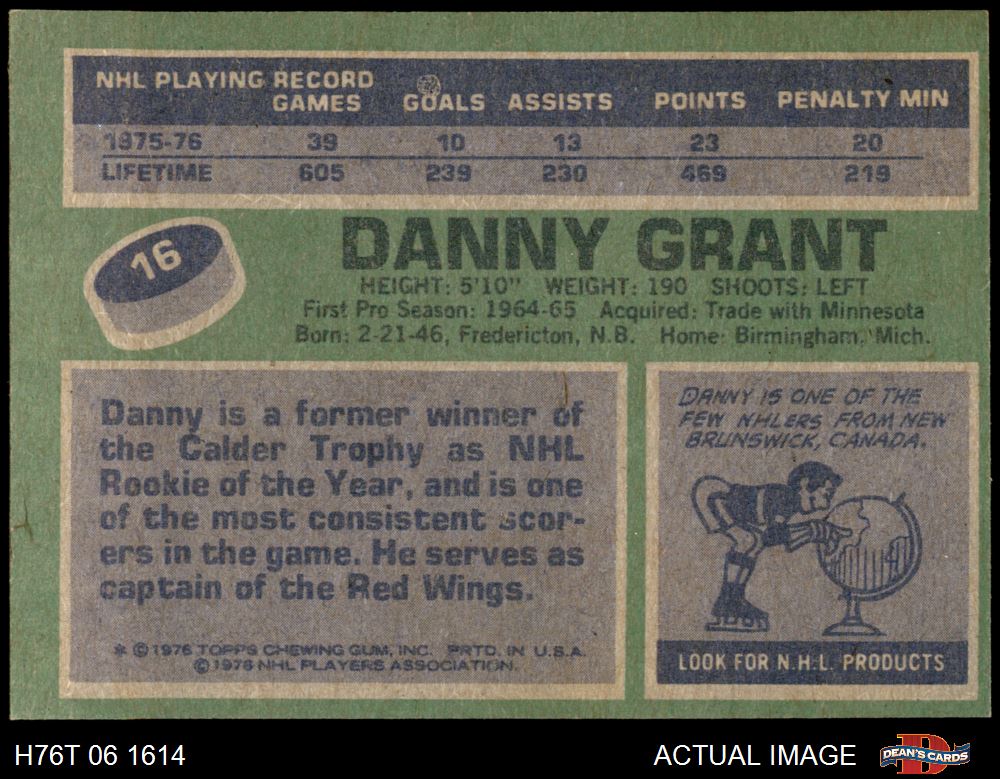 NHL PLAYING RECORD
GAMES GOALS ASSISTS POINTS PENALTY MIN
1975-76 39 10 13 23 20
LIFETIME 605 239 230 469 219
16
DANNY GRANT
HEIGHT: 5'10" WEIGHT: 190 SHOOTS: LEFT
First Pro Season: 1964-65 Acquired: Trade with Minnesota
Born: 2-21-46, Fredericton, N.B. Home: Birmingham, Mich.
Danny is a former winner of
the Calder Trophy as NHL
Rookie of the Year, and is one
of the most consistent scor-
ers in the game. He serves as
captain of the Red Wings.
* © 1976 TOPPS CHEWING GUM, INC. PRTD. IN U.S.A.
© 1976 NHL PLAYERS ASSOCIATION.
DANNY IS ONE OF THE
FEW NHLERS FROM NEW
BRUNSWICK, CANADA.
LOOK FOR N.H.L. PRODUCTS
H76T 06 1614 ACTUAL IMAGE DEAN'S CARDS